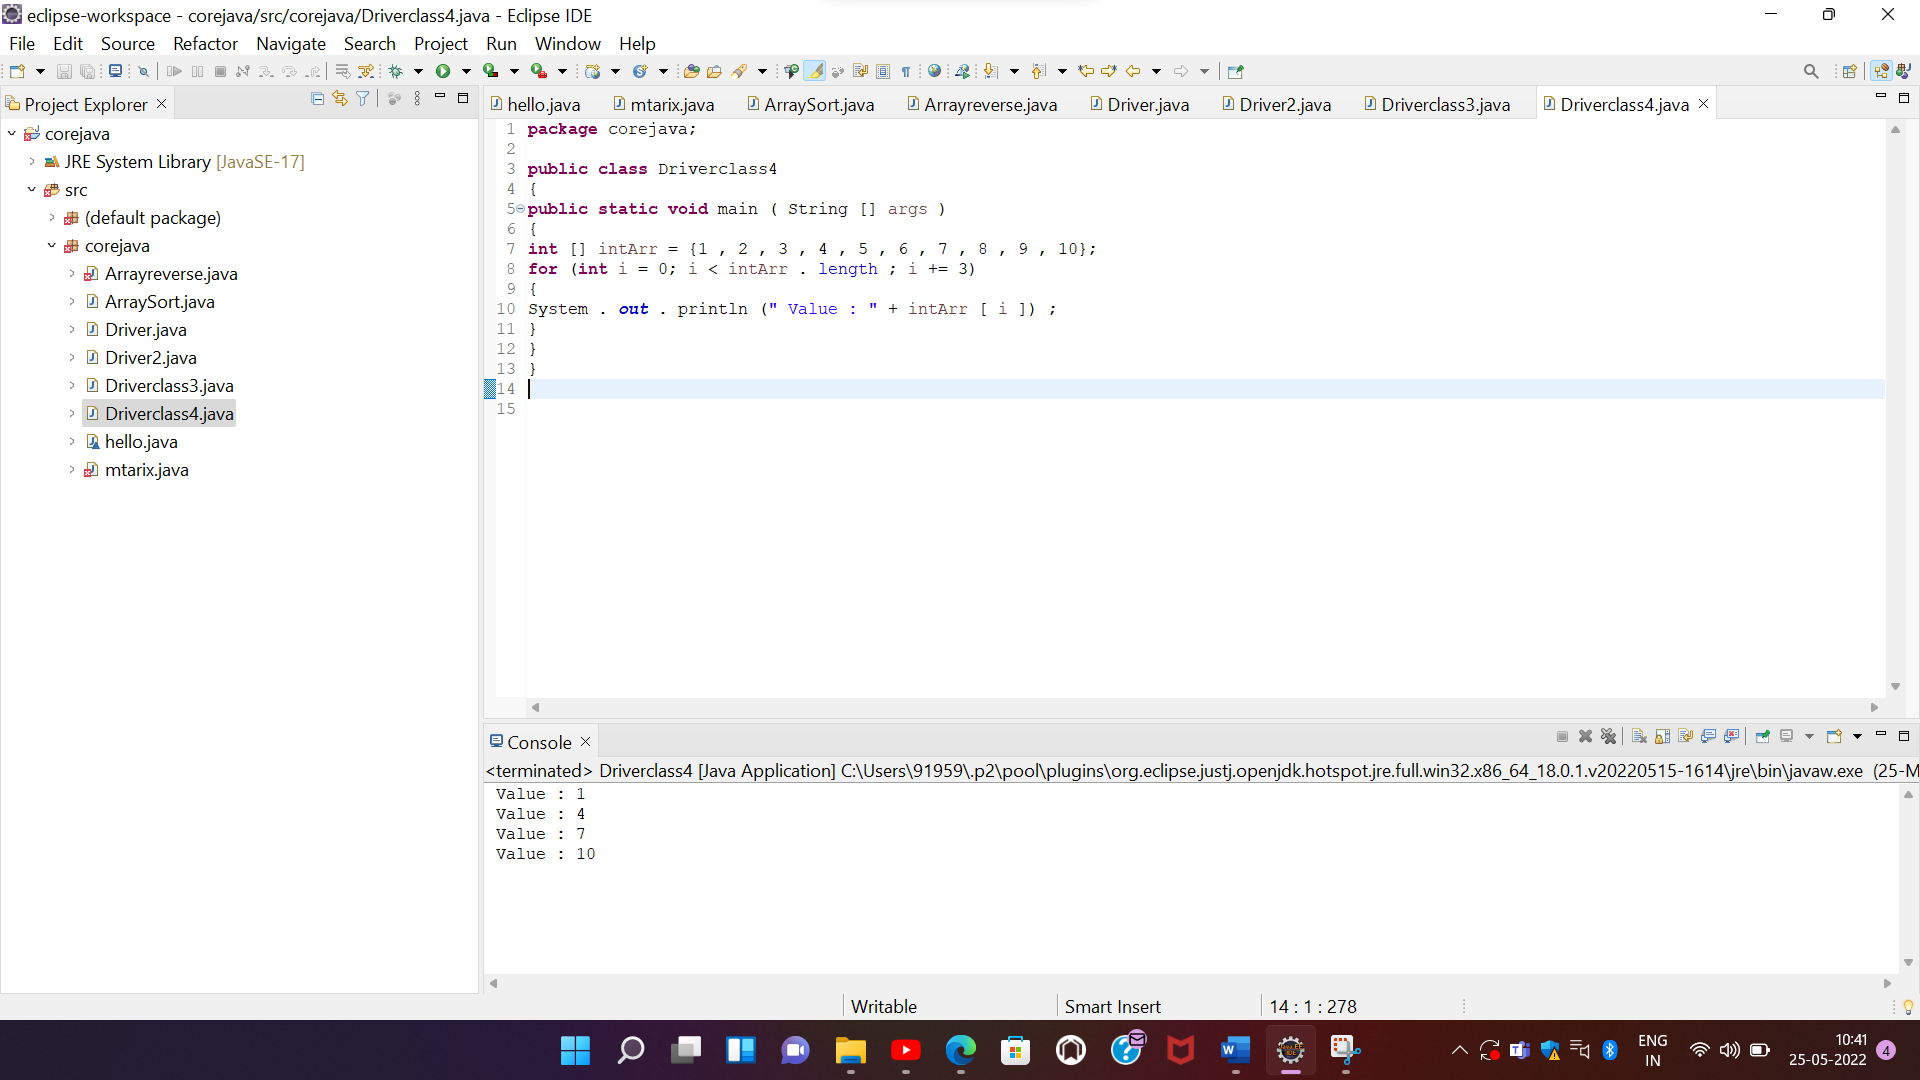 eclipse-workspace - corejava/src/corejava/Driverclass4.java - Eclipse IDE
File Edit Source Refactor Navigate Search Project Run Window Help
Project Explorer
hello.java mtarix.java ArraySort.java Arrayreverse.java Driver.java Driver2.java Driverclass3.java Driverclass4.java
corejava
JRE System Library [JavaSE-17]
src
(default package)
corejava
Arrayreverse.java
ArraySort.java
Driver.java
Driver2.java
Driverclass3.java
Driverclass4.java
hello.java
mtarix.java
1 package corejava;
2
3 public class Driverclass4
4 {
5 public static void main ( String [] args )
6 {
7 int [] intArr = {1 , 2 , 3 , 4 , 5 , 6 , 7 , 8 , 9 , 10};
8 for (int i = 0; i < intArr . length ; i += 3)
9 {
10 System . out . println (" Value : " + intArr [ i ]) ;
11 }
12 }
13 }
14
15
Console
<terminated> Driverclass4 [Java Application] C:\Users\91959\.p2\pool\plugins\org.eclipse.justj.openjdk.hotspot.jre.full.win32.x86_64_18.0.1.v20220515-1614\jre\bin\javaw.exe (25-M
Value : 1
Value : 4
Value : 7
Value : 10
Writable Smart Insert 14 : 1 : 278
ENG
IN
10:41
25-05-2022
4